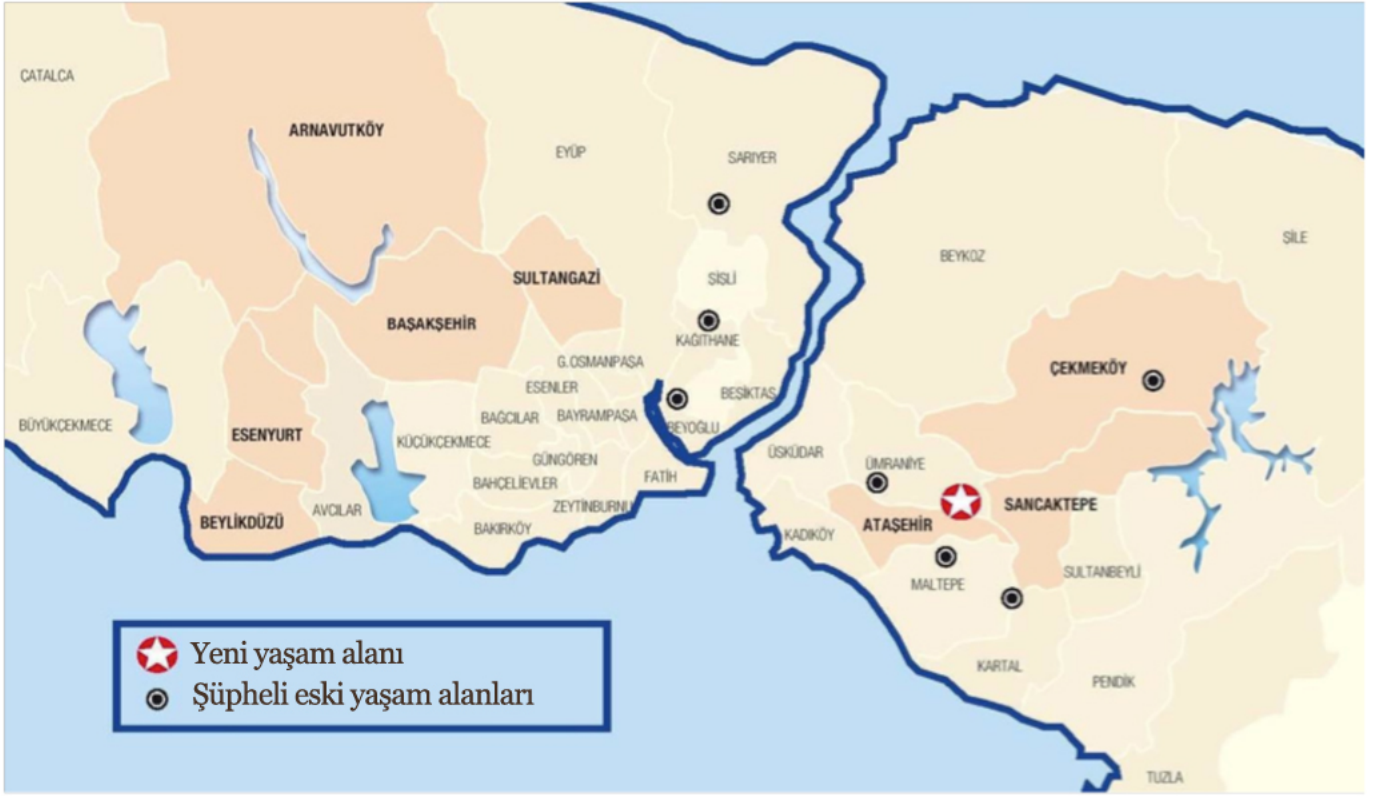 ÇATALCA
ARNAVUTKÖY
EYÜP
SARIYER
ŞİLE
BEYKOZ
SULTANGAZİ
ŞİŞLİ
BAŞAKŞEHİR
KAĞITHANE
G.OSMANPAŞA
ÇEKMEKÖY
ESENLER
BEŞİKTAŞ
BAĞCILAR
BAYRAMPAŞA
BÜYÜKÇEKMECE
BEYOĞLU
ESENYURT
KÜÇÜKÇEKMECE
ÜSKÜDAR
GÜNGÖREN
ÜMRANİYE
FATİH
BAHÇELİEVLER
SANCAKTEPE
ZEYTİNBURNU
AVCILAR
BEYLİKDÜZÜ
ATAŞEHİR
BAKIRKÖY
KADIKÖY
SULTANBEYLİ
MALTEPE
Yeni yaşam alanı
KARTAL
PENDİK
Şüpheli eski yaşam alanları
TUZLA